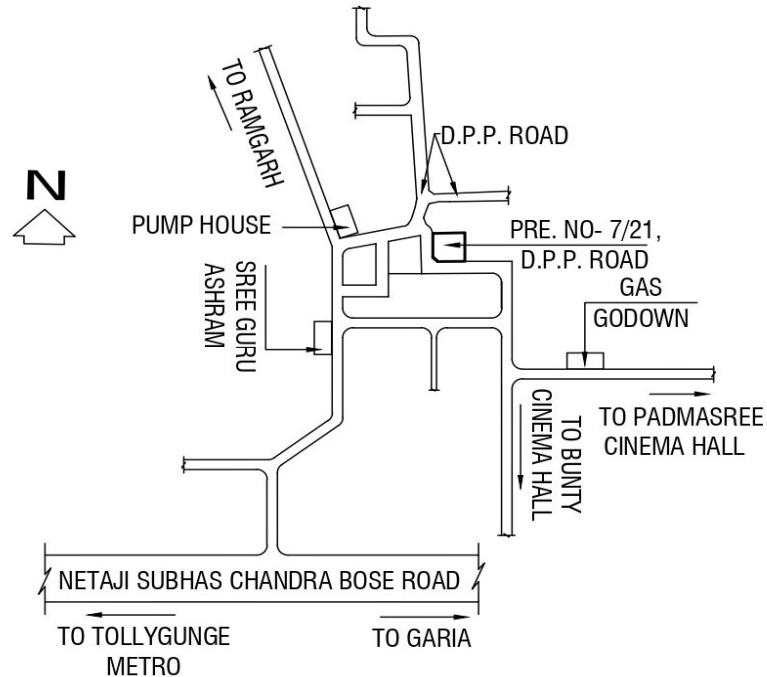 TO RAMGARH
D.P.P. ROAD
N
PUMP HOUSE
PRE. NO- 7/21,
D.P.P. ROAD
SREE GURU
ASHRAM
GAS
GODOWN
TO BUNTY
CINEMA HALL
TO PADMASREE
CINEMA HALL
NETAJI SUBHAS CHANDRA BOSE ROAD
TO TOLLYGUNGE
METRO
TO GARIA